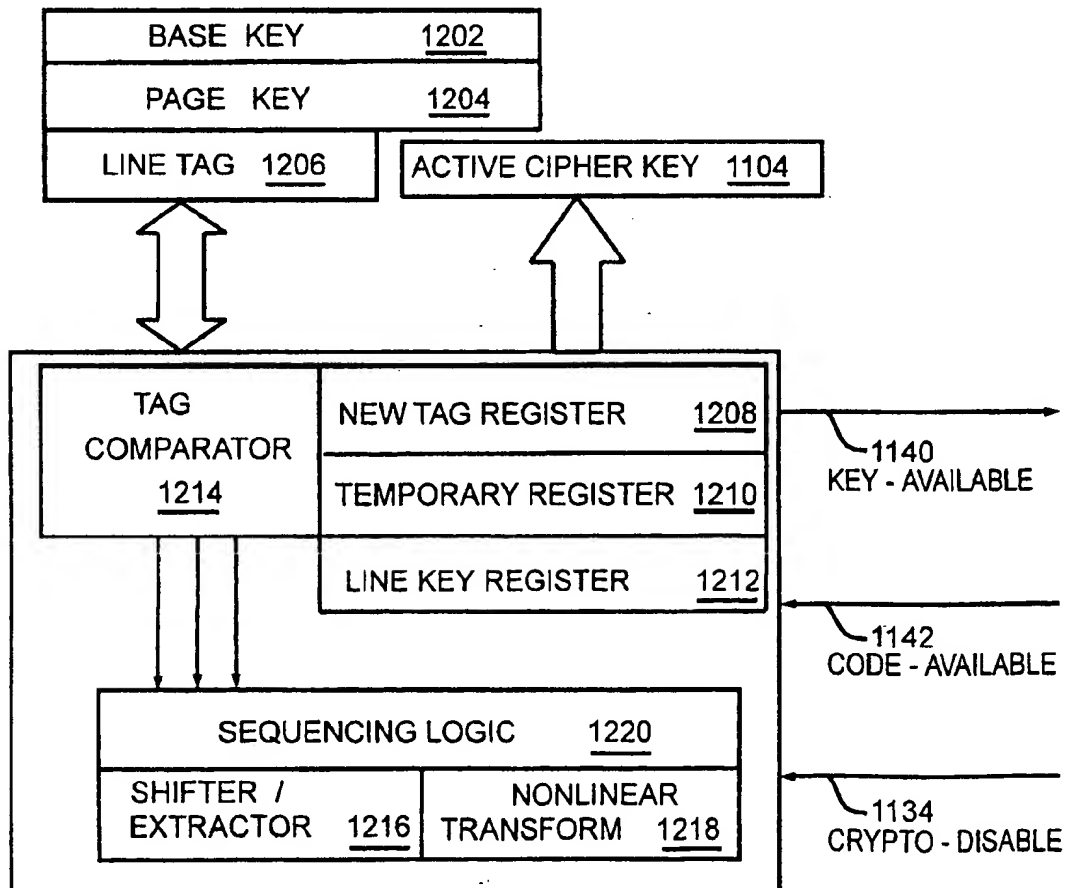 BASE KEY 1202
PAGE KEY 1204
LINE TAG 1206
ACTIVE CIPHER KEY 1104
TAG
COMPARATOR
1214
NEW TAG REGISTER 1208
TEMPORARY REGISTER 1210
LINE KEY REGISTER 1212
1140
KEY - AVAILABLE
1142
CODE - AVAILABLE
SEQUENCING LOGIC 1220
SHIFTER /
EXTRACTOR 1216
NONLINEAR
TRANSFORM 1218
1134
CRYPTO - DISABLE